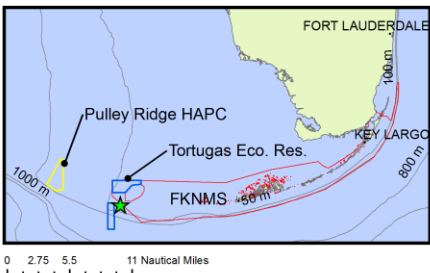 FORT LAUDERDALE
100 m
Pulley Ridge HAPC
KEY LARGO
Tortugas Eco. Res.
800 m
1000 m
FKNMS
50 m
0 2.75 5.5 11 Nautical Miles